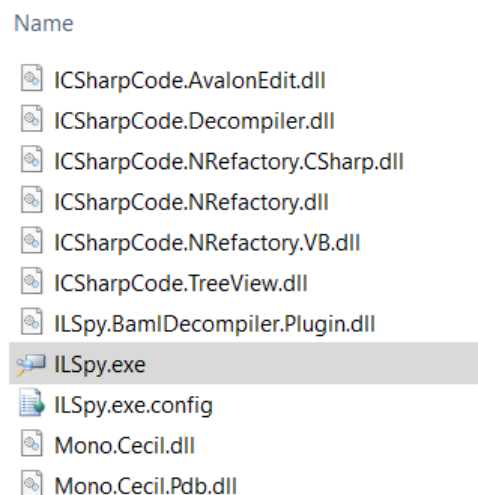 Name
ICSharpCode.AvalonEdit.dll
ICSharpCode.Decompiler.dll
ICSharpCode.NRefactory.CSharp.dll
ICSharpCode.NRefactory.dll
ICSharpCode.NRefactory.VB.dll
ICSharpCode.TreeView.dll
ILSpy.BamlDecompiler.Plugin.dll
ILSpy.exe
ILSpy.exe.config
Mono.Cecil.dll
Mono.Cecil.Pdb.dll